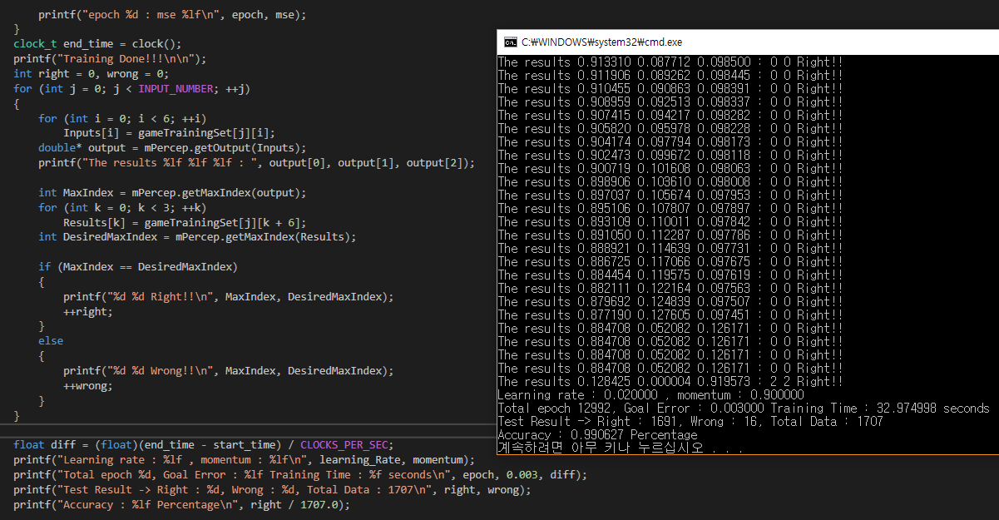 printf("epoch %d : mse %lf\n", epoch, mse);
}
clock_t end_time = clock();
printf("Training Done!!!\n\n");
int right = 0, wrong = 0;
for (int j = 0; j < INPUT_NUMBER; ++j)
{
for (int i = 0; i < 6; ++i)
Inputs[i] = gameTrainingSet[j][i];
double* output = mPercep.getOutput(Inputs);
printf("The results %lf %lf %lf : ", output[0], output[1], output[2]);
int MaxIndex = mPercep.getMaxIndex(output);
for (int k = 0; k < 3; ++k)
Results[k] = gameTrainingSet[j][k + 6];
int DesiredMaxIndex = mPercep.getMaxIndex(Results);
if (MaxIndex == DesiredMaxIndex)
{
printf("%d %d Right!!\n", MaxIndex, DesiredMaxIndex);
++right;
}
else
{
printf("%d %d Wrong!!\n", MaxIndex, DesiredMaxIndex);
++wrong;
}
}
float diff = (float)(end_time - start_time) / CLOCKS_PER_SEC;
printf("Learning rate : %lf , momentum : %lf\n", learning_Rate, momentum);
printf("Total epoch %d, Goal Error : %lf Training Time : %f seconds\n", epoch, 0.003, diff);
printf("Test Result -> Right : %d, Wrong : %d, Total Data : 1707\n", right, wrong);
printf("Accuracy : %lf Percentage\n", right / 1707.0);
C:₩WINDOWS₩system32₩cmd.exe
The results 0.913310 0.087712 0.098500 : 0 0 Right!!
The results 0.911906 0.089262 0.098445 : 0 0 Right!!
The results 0.910455 0.090863 0.098391 : 0 0 Right!!
The results 0.908959 0.092513 0.098337 : 0 0 Right!!
The results 0.907415 0.094217 0.098282 : 0 0 Right!!
The results 0.905820 0.095978 0.098228 : 0 0 Right!!
The results 0.904174 0.097794 0.098173 : 0 0 Right!!
The results 0.902473 0.099672 0.098118 : 0 0 Right!!
The results 0.900719 0.101608 0.098063 : 0 0 Right!!
The results 0.898906 0.103610 0.098008 : 0 0 Right!!
The results 0.897037 0.105674 0.097953 : 0 0 Right!!
The results 0.895106 0.107807 0.097897 : 0 0 Right!!
The results 0.893109 0.110011 0.097842 : 0 0 Right!!
The results 0.891050 0.112287 0.097786 : 0 0 Right!!
The results 0.888921 0.114639 0.097731 : 0 0 Right!!
The results 0.886725 0.117066 0.097675 : 0 0 Right!!
The results 0.884454 0.119575 0.097619 : 0 0 Right!!
The results 0.882111 0.122164 0.097563 : 0 0 Right!!
The results 0.879692 0.124839 0.097507 : 0 0 Right!!
The results 0.877190 0.127605 0.097451 : 0 0 Right!!
The results 0.884708 0.052082 0.126171 : 0 0 Right!!
The results 0.884708 0.052082 0.126171 : 0 0 Right!!
The results 0.884708 0.052082 0.126171 : 0 0 Right!!
The results 0.884708 0.052082 0.126171 : 0 0 Right!!
The results 0.128425 0.000004 0.919573 : 2 2 Right!!
Learning rate : 0.020000 , momentum : 0.900000
Total epoch 12992, Goal Error : 0.003000 Training Time : 32.974998 seconds
Test Result -> Right : 1691, Wrong : 16, Total Data : 1707
Accuracy : 0.990627 Percentage
계속하려면 아무 키나 누르십시오 . . .